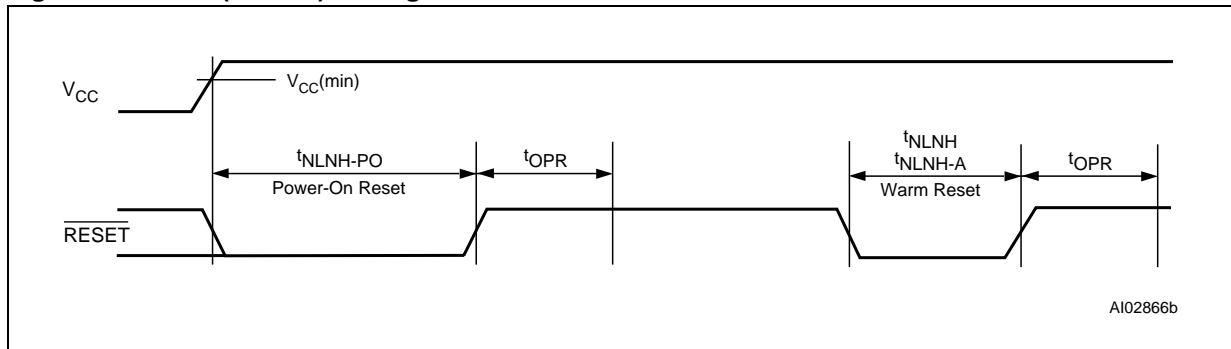 VCC
VCC(min)
tNLNH-PO
Power-On Reset
tOPR
tNLNH
tNLNH-A
Warm Reset
tOPR
RESET
AI02866b